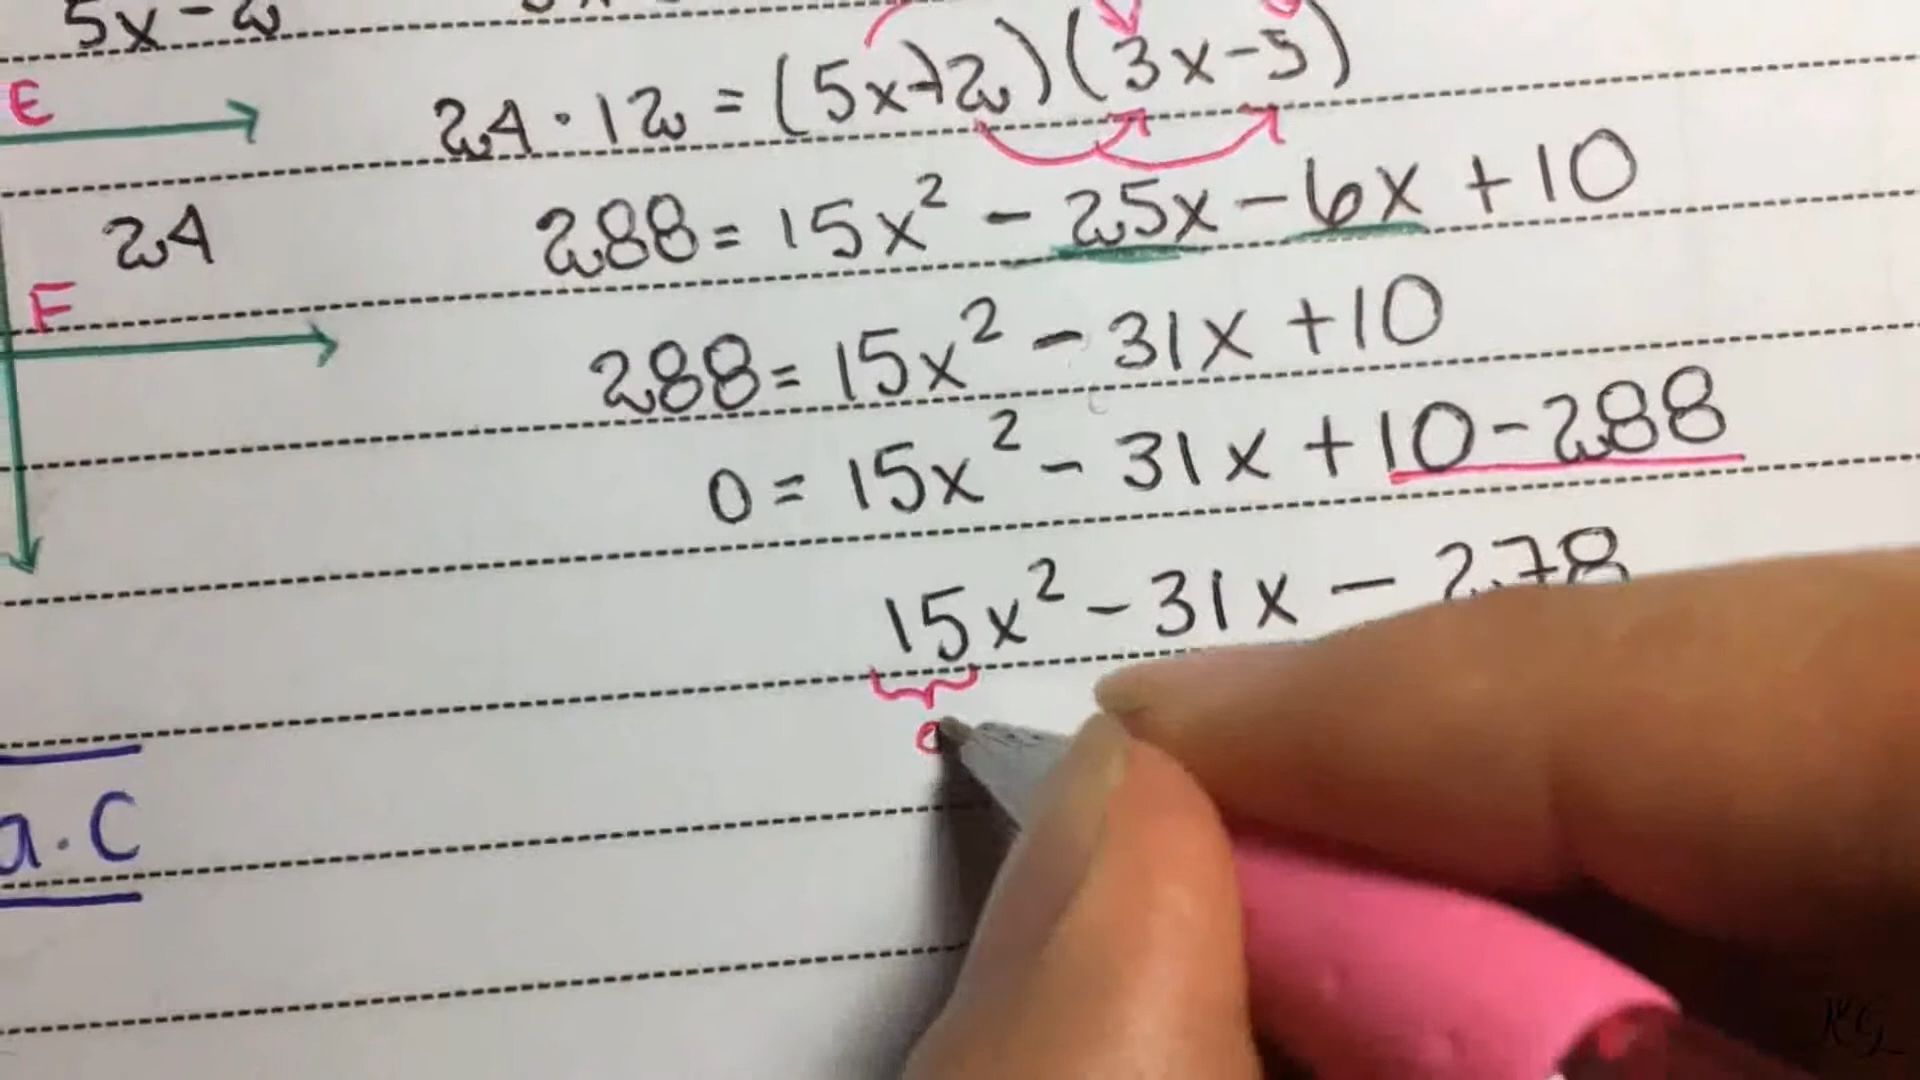 5x-2
E
24·12=(5x-2)(3x-5)
24
288=15x²-25x-6x+10
F
288=15x²-31x+10
0=15x²-31x+10-288
15x²-31x-278
a·C